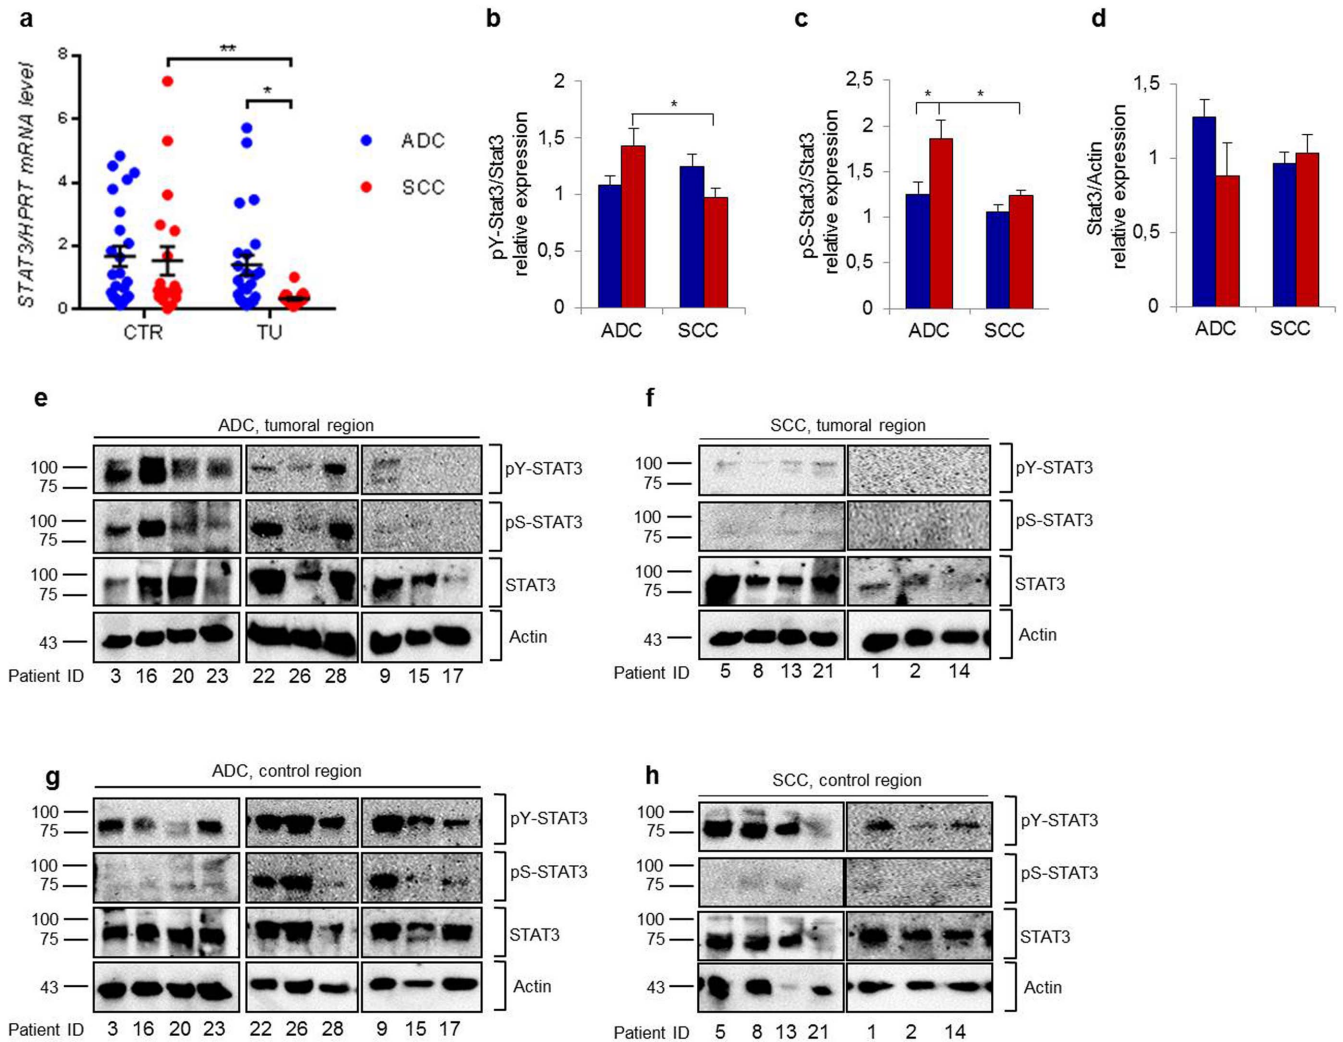 a
STAT3/HPRT mRNA level
8
6
4
2
0
**
*
CTR
TU
ADC
SCC
b
pY-Stat3/Stat3
relative expression
2
1,5
1
0,5
0
*
ADC
SCC
c
pS-Stat3/Stat3
relative expression
2,5
2
1,5
1
0,5
0
*
*
ADC
SCC
d
Stat3/Actin
relative expression
1,5
1
0,5
0
ADC
SCC
e
ADC, tumoral region
100
75
pY-STAT3
100
75
pS-STAT3
100
75
STAT3
43
Actin
Patient ID 3 16 20 23 22 26 28 9 15 17
f
SCC, tumoral region
100
75
pY-STAT3
100
75
pS-STAT3
100
75
STAT3
43
Actin
Patient ID 5 8 13 21 1 2 14
g
ADC, control region
100
75
pY-STAT3
100
75
pS-STAT3
100
75
STAT3
43
Actin
Patient ID 3 16 20 23 22 26 28 9 15 17
h
SCC, control region
100
75
pY-STAT3
100
75
pS-STAT3
100
75
STAT3
43
Actin
Patient ID 5 8 13 21 1 2 14